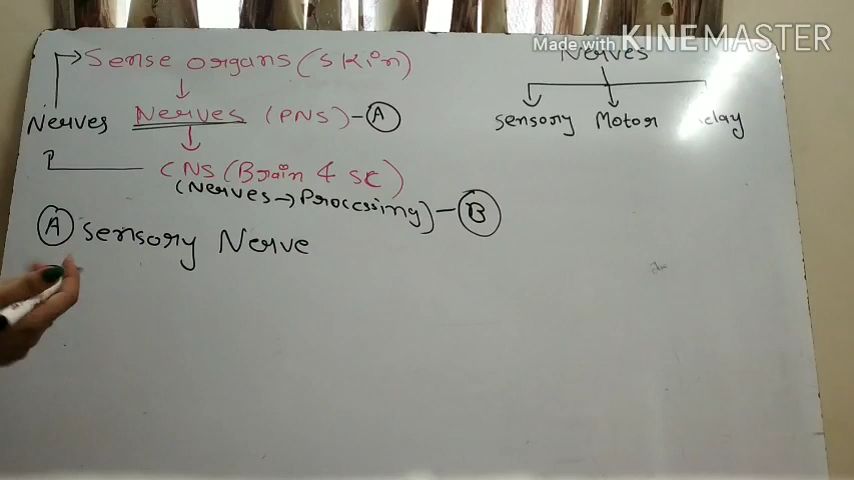 Made with KINEMASTER
Sense organs (skin)
Nerves
Nerves (PNS) - A
Nerves
sensory Motor
CNS (Brain & SC)
(Nerves → Processing) - B
A Sensory Nerve